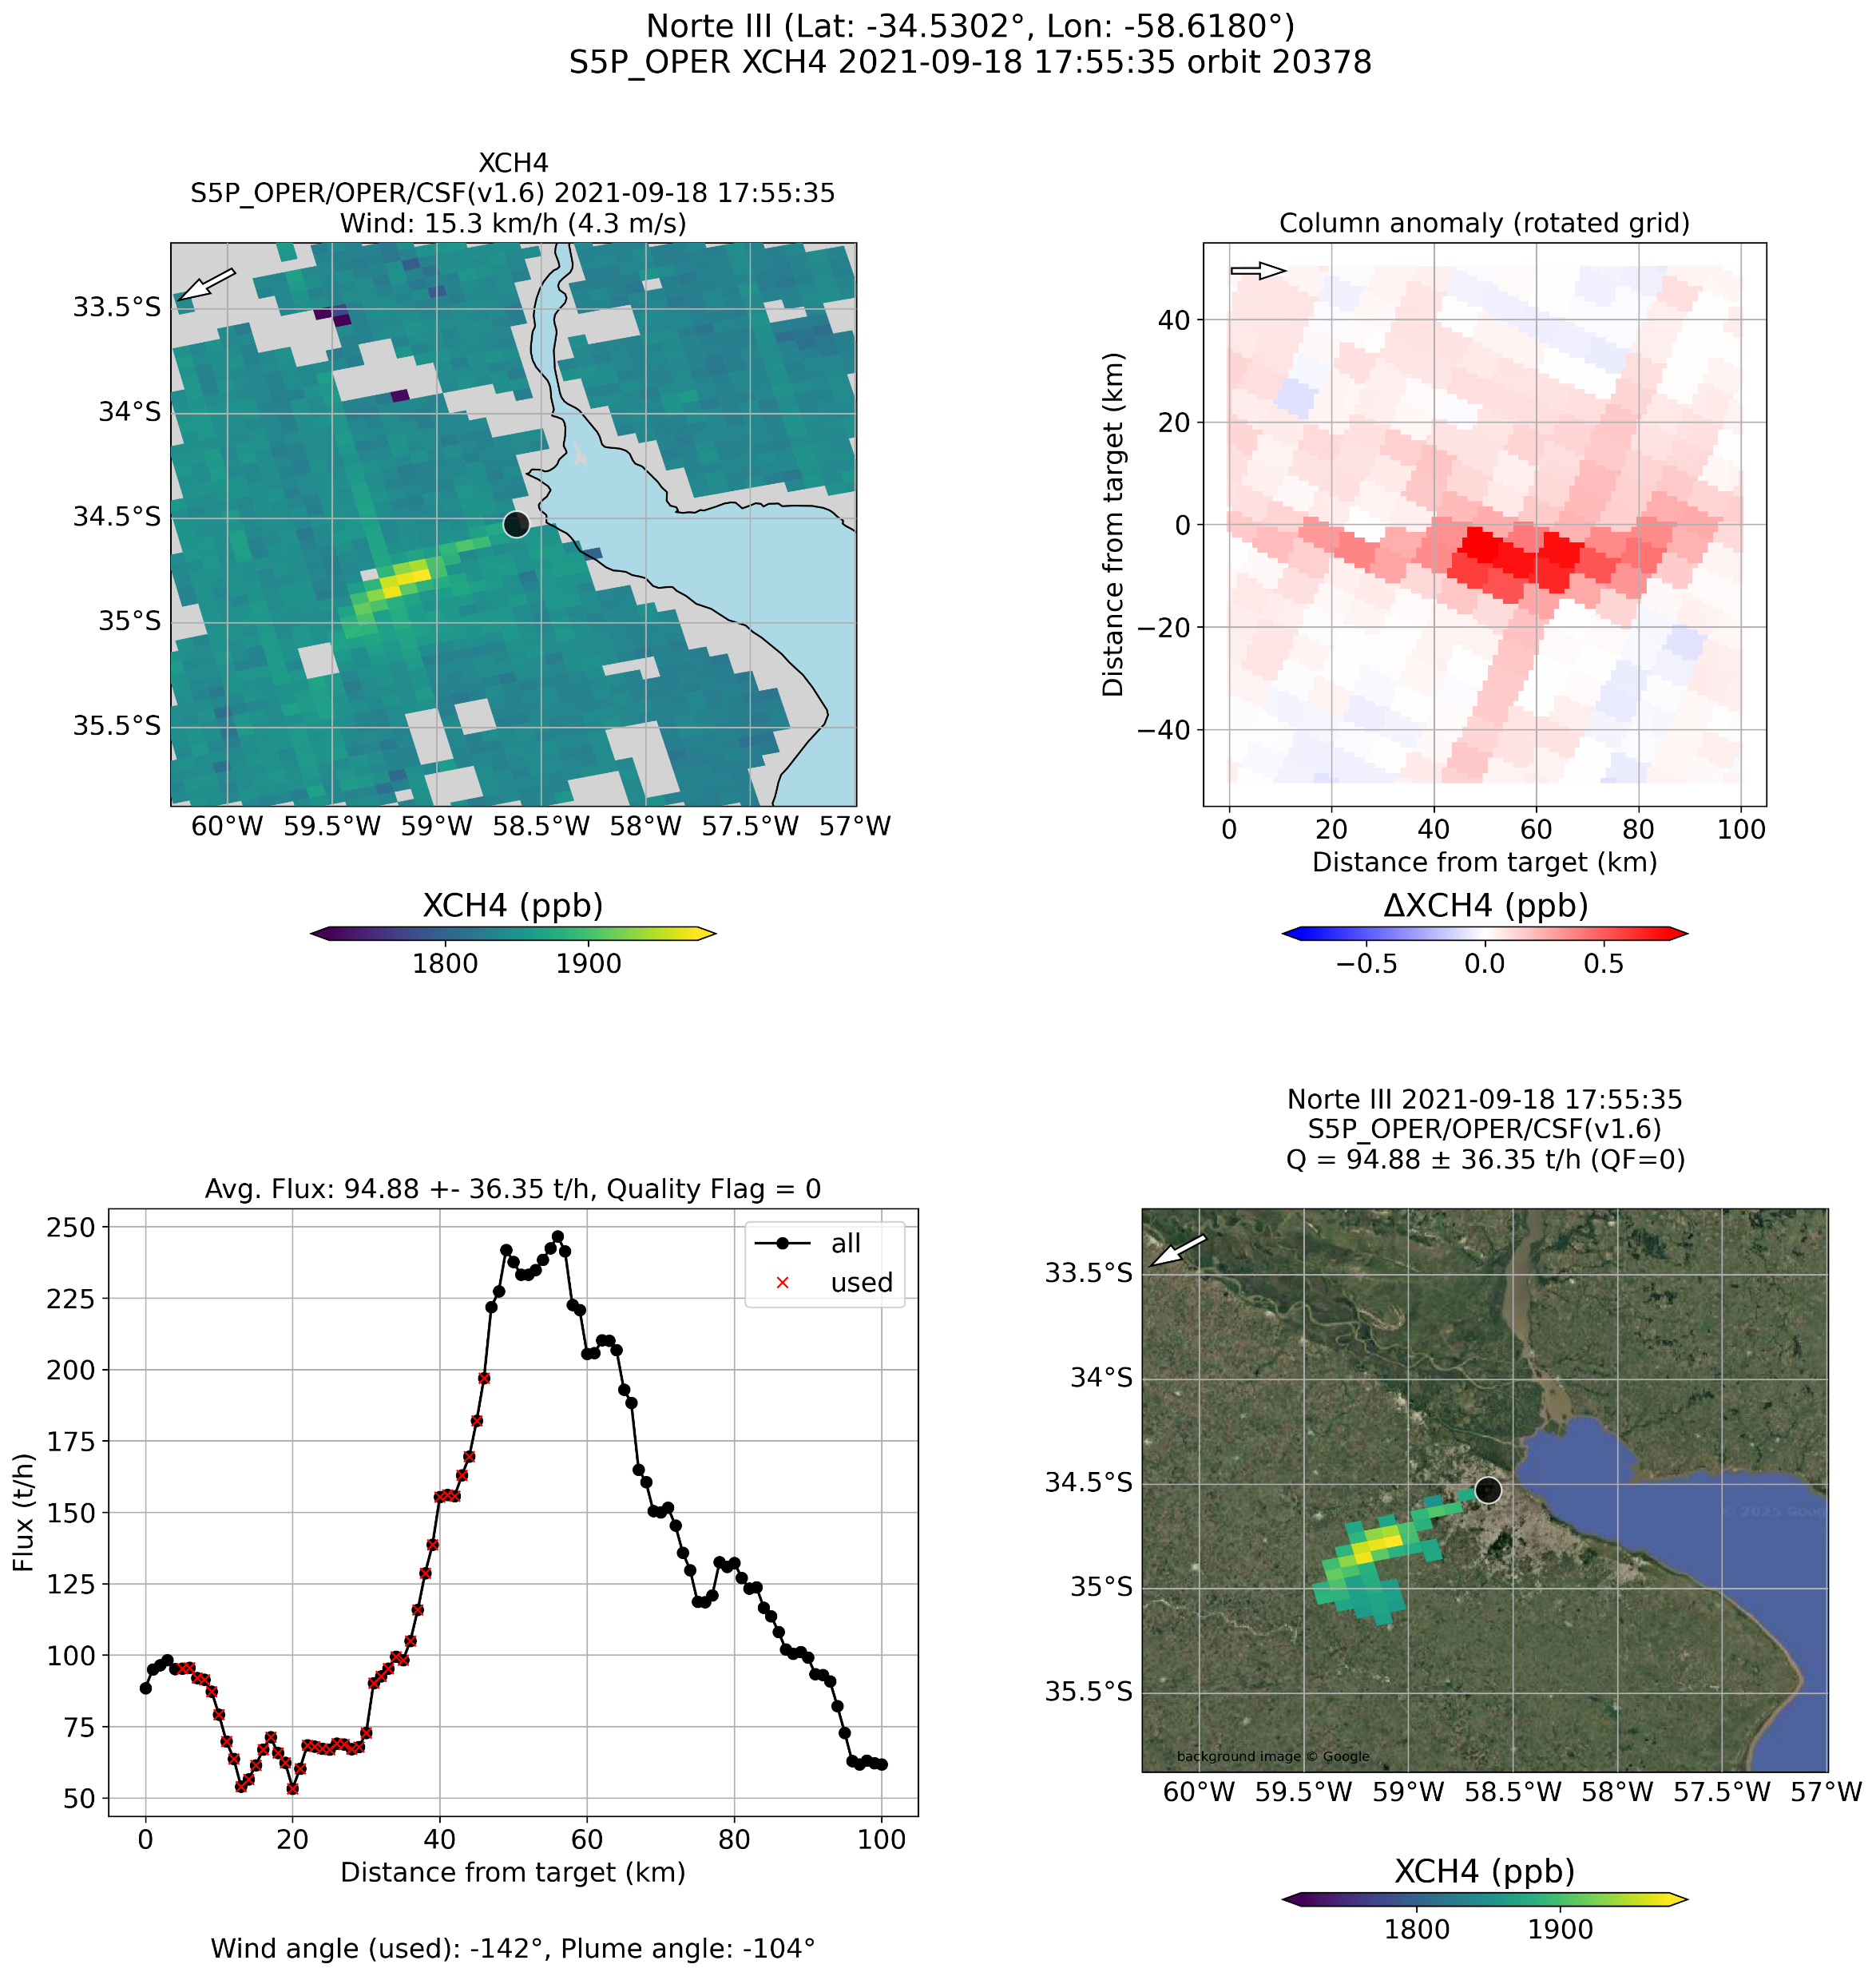 Norte III (Lat: -34.5302°, Lon: -58.6180°)
S5P_OPER XCH4 2021-09-18 17:55:35 orbit 20378
XCH4
S5P_OPER/OPER/CSF(v1.6) 2021-09-18 17:55:35
Wind: 15.3 km/h (4.3 m/s)
33.5°S
34°S
34.5°S
35°S
35.5°S
60°W 59.5°W 59°W 58.5°W 58°W 57.5°W 57°W
XCH4 (ppb)
1800 1900
Column anomaly (rotated grid)
Distance from target (km)
40
20
0
−20
−40
0 20 40 60 80 100
Distance from target (km)
ΔXCH4 (ppb)
−0.5 0.0 0.5
Avg. Flux: 94.88 +- 36.35 t/h, Quality Flag = 0
all
used
Flux (t/h)
250
225
200
175
150
125
100
75
50
0 20 40 60 80 100
Distance from target (km)
Wind angle (used): -142°, Plume angle: -104°
Norte III 2021-09-18 17:55:35
S5P_OPER/OPER/CSF(v1.6)
Q = 94.88 ± 36.35 t/h (QF=0)
33.5°S
34°S
34.5°S
35°S
35.5°S
© 2025 Goog
background image © Google
60°W 59.5°W 59°W 58.5°W 58°W 57.5°W 57°W
XCH4 (ppb)
1800 1900